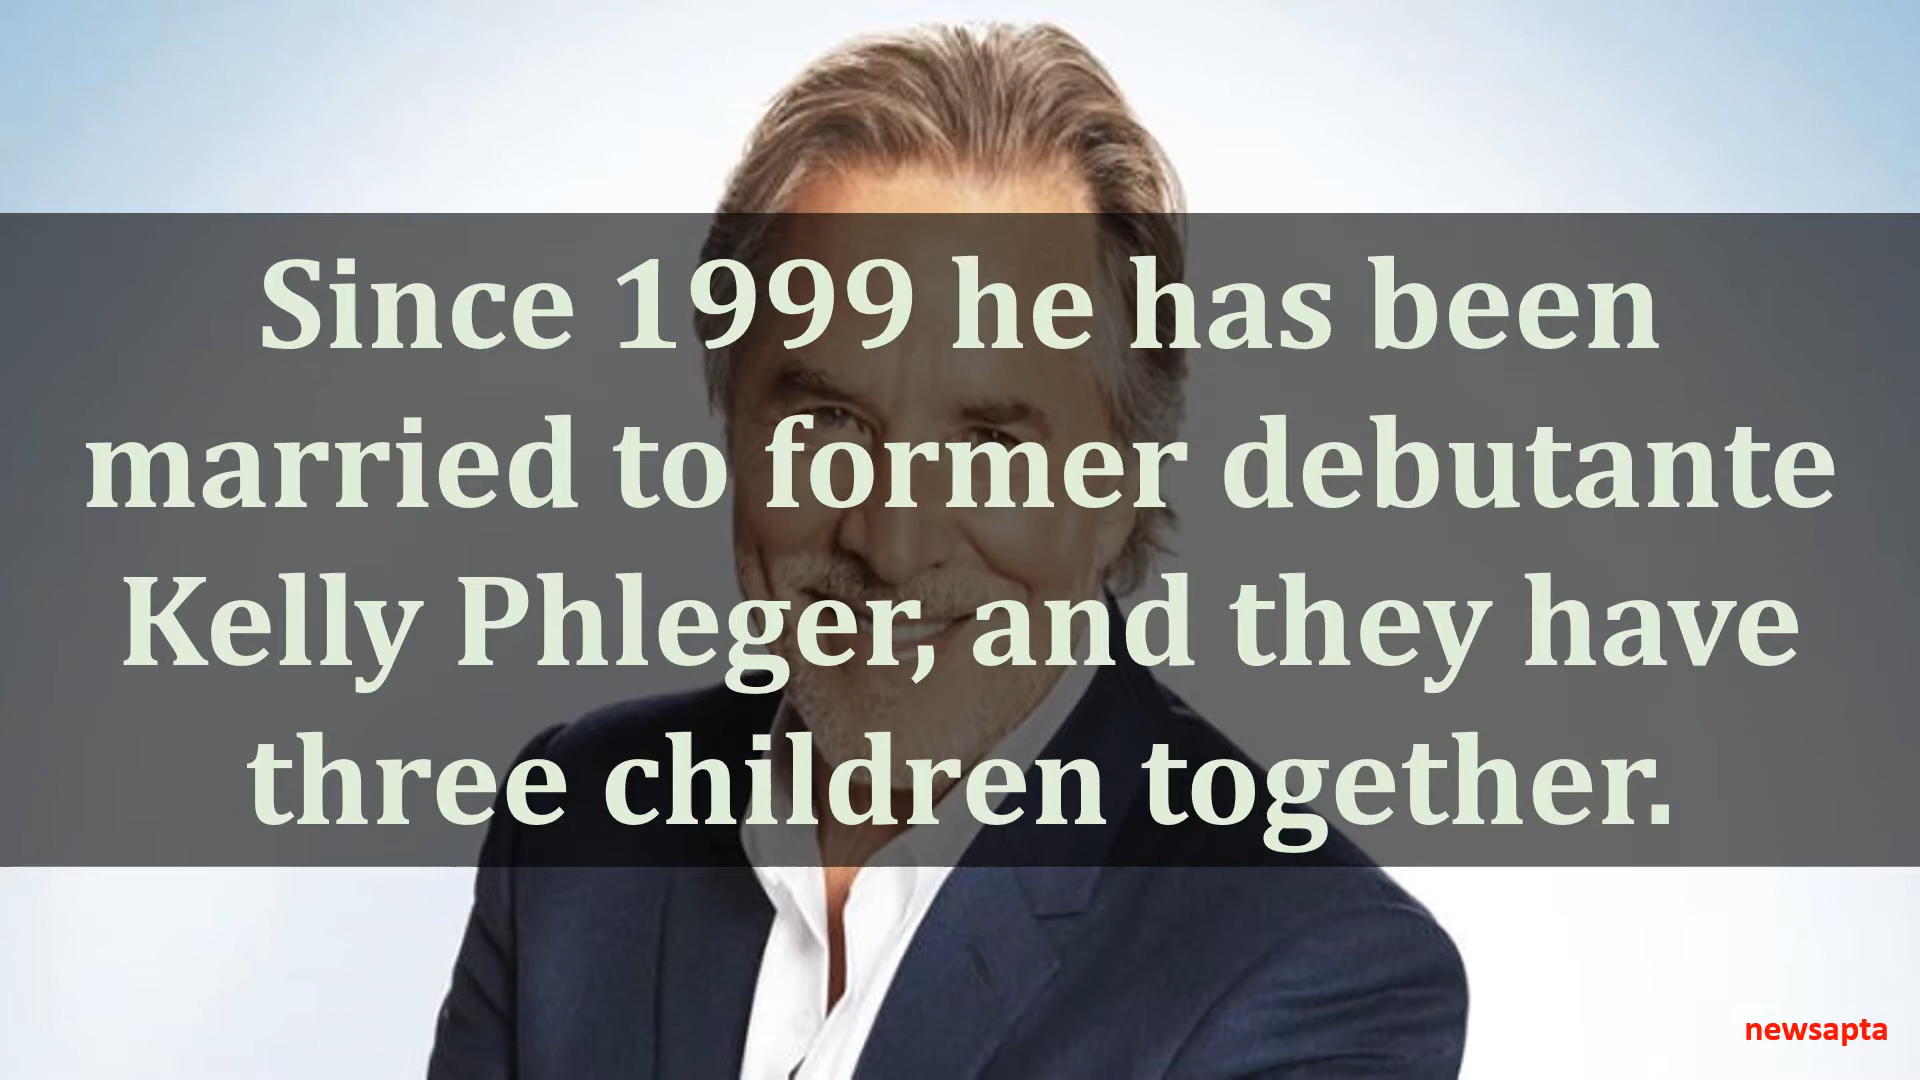 Since 1999 he has been
married to former debutante
Kelly Phleger, and they have
three children together.
newsapta